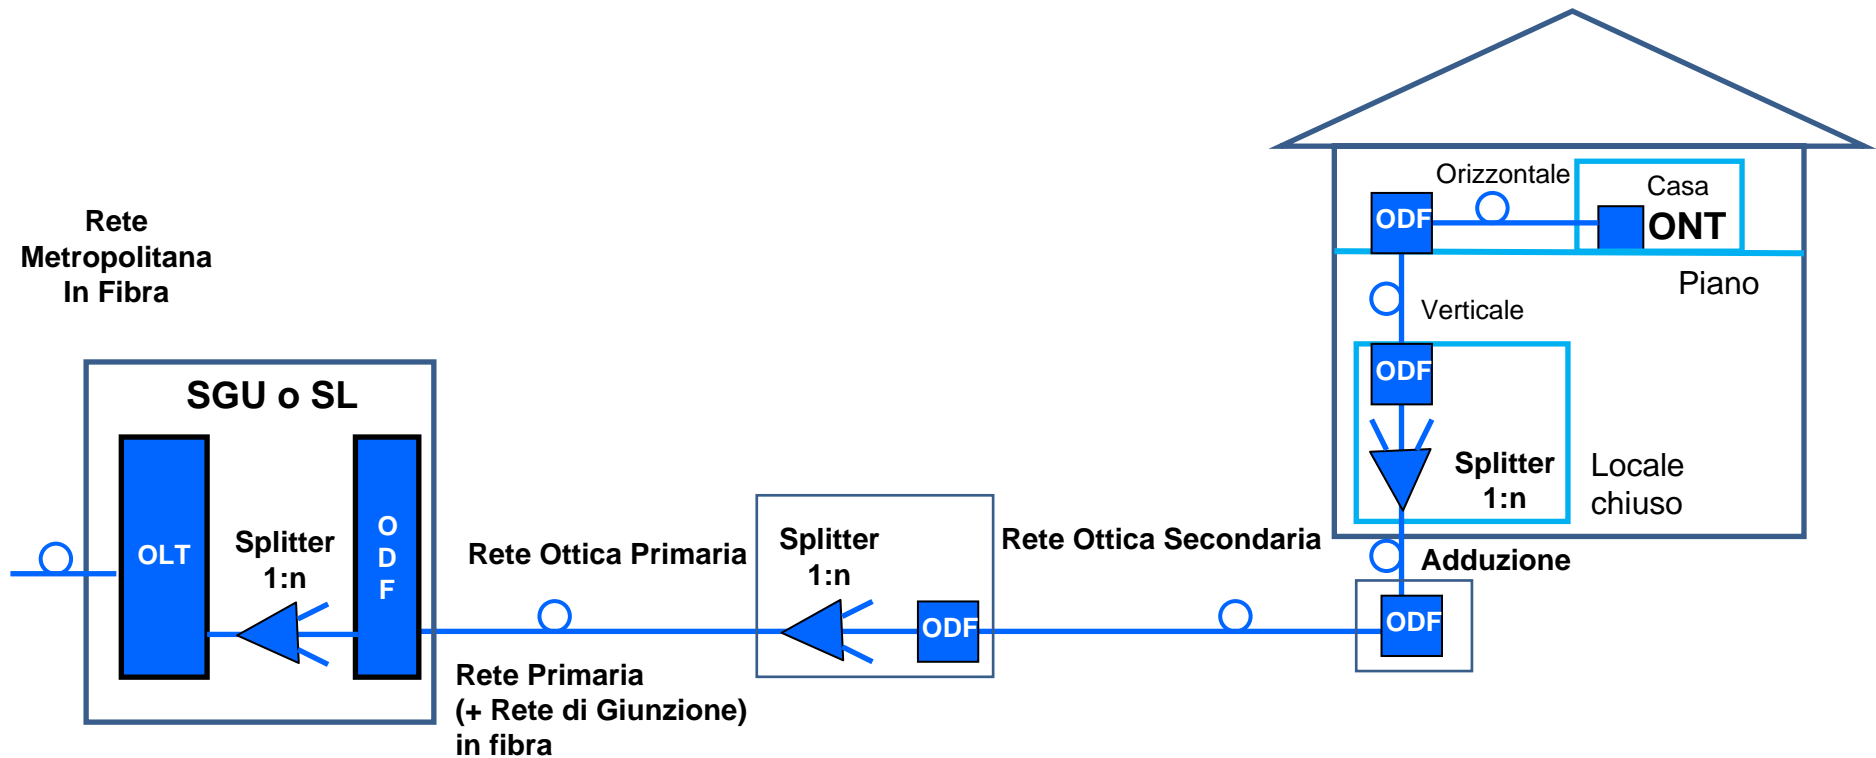 Rete
Metropolitana
In Fibra
SGU o SL
OLT
Splitter
1:n
O
D
F
Rete Ottica Primaria
Rete Primaria
(+ Rete di Giunzione)
in fibra
Splitter
1:n
ODF
Rete Ottica Secondaria
ODF
Adduzione
Splitter
1:n
Locale
chiuso
ODF
Verticale
Piano
ODF
Orizzontale
Casa
ONT